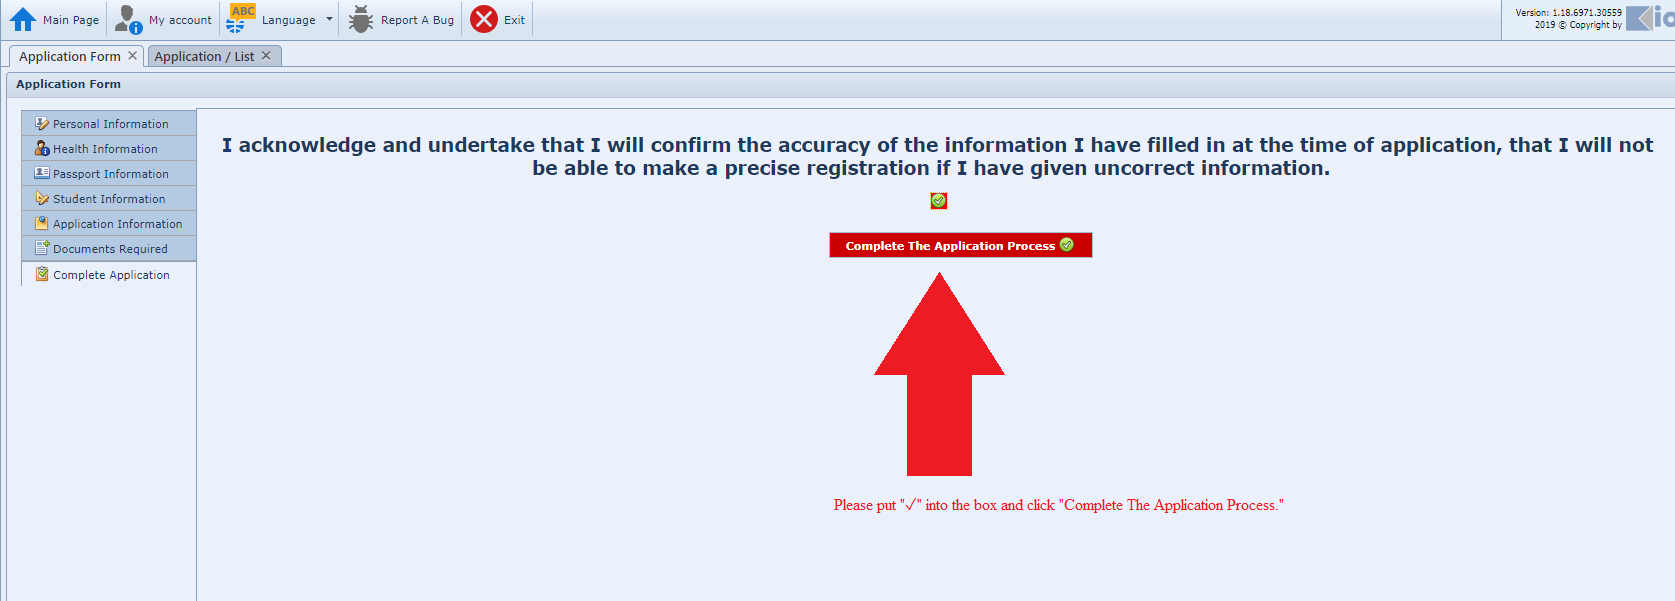 Main Page My account ABC Language Report A Bug Exit
Version: 1.18.6971.30559
2019 © Copyright by
Application Form Application / List
Application Form
Personal Information
Health Information
Passport Information
Student Information
Application Information
Documents Required
Complete Application
I acknowledge and undertake that I will confirm the accuracy of the information I have filled in at the time of application, that I will not
be able to make a precise registration if I have given uncorrect information.
Complete The Application Process
Please put "✓" into the box and click "Complete The Application Process."